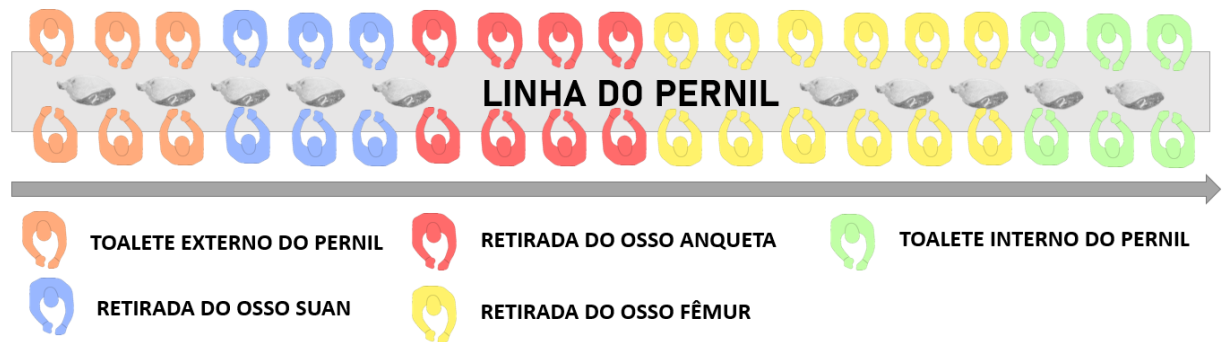 LINHA DO PERNIL
TOALETE EXTERNO DO PERNIL
RETIRADA DO OSSO ANQUETA
TOALETE INTERNO DO PERNIL
RETIRADA DO OSSO SUAN
RETIRADA DO OSSO FÊMUR